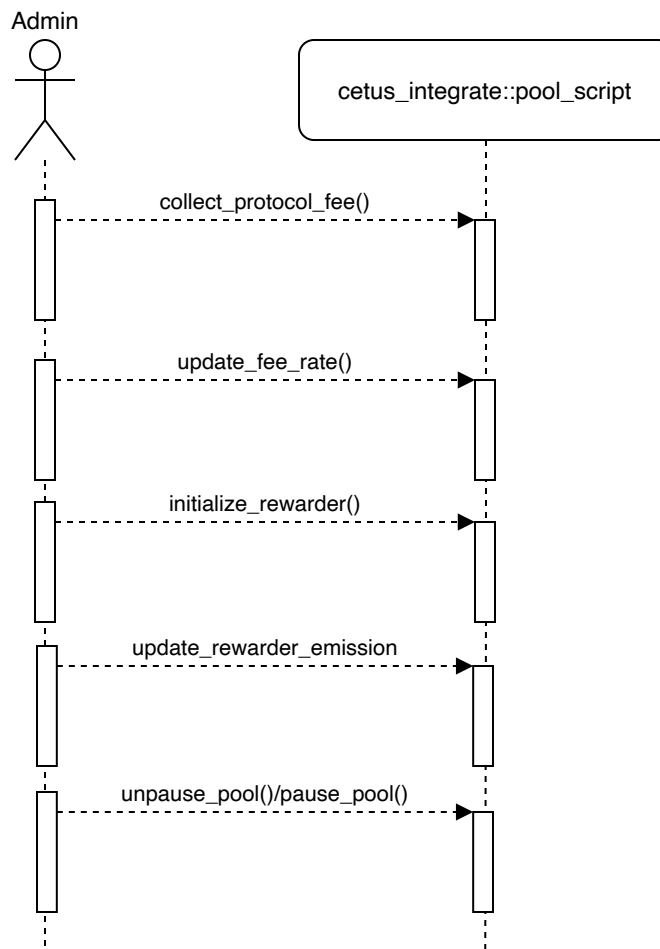 Admin
cetus_integrate::pool_script
collect_protocol_fee()
update_fee_rate()
initialize_rewarder()
update_rewarder_emission
unpause_pool()/pause_pool()